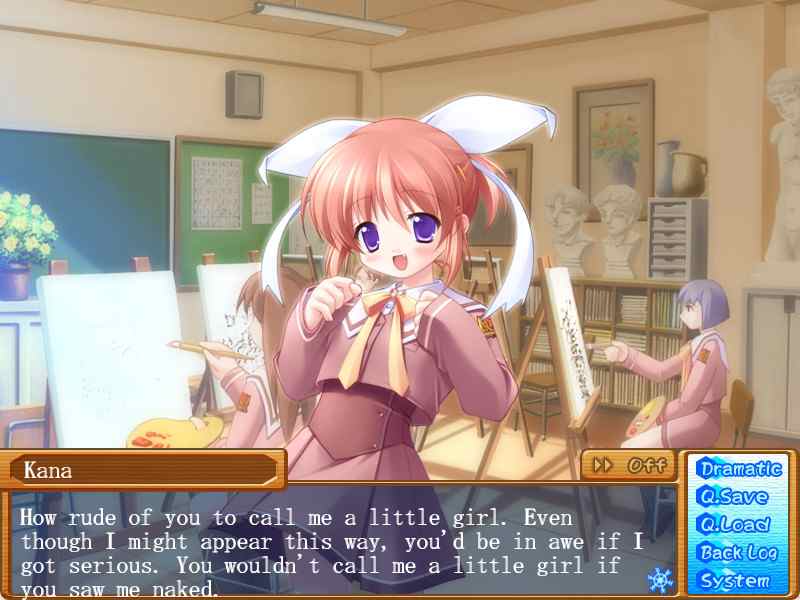 Kana
Off
How rude of you to call me a little girl. Even
though I might appear this way, you'd be in awe if I
got serious. You wouldn't call me a little girl if
you saw me naked.
Dramatic
Q.Save
Q.Load
Back Log
System